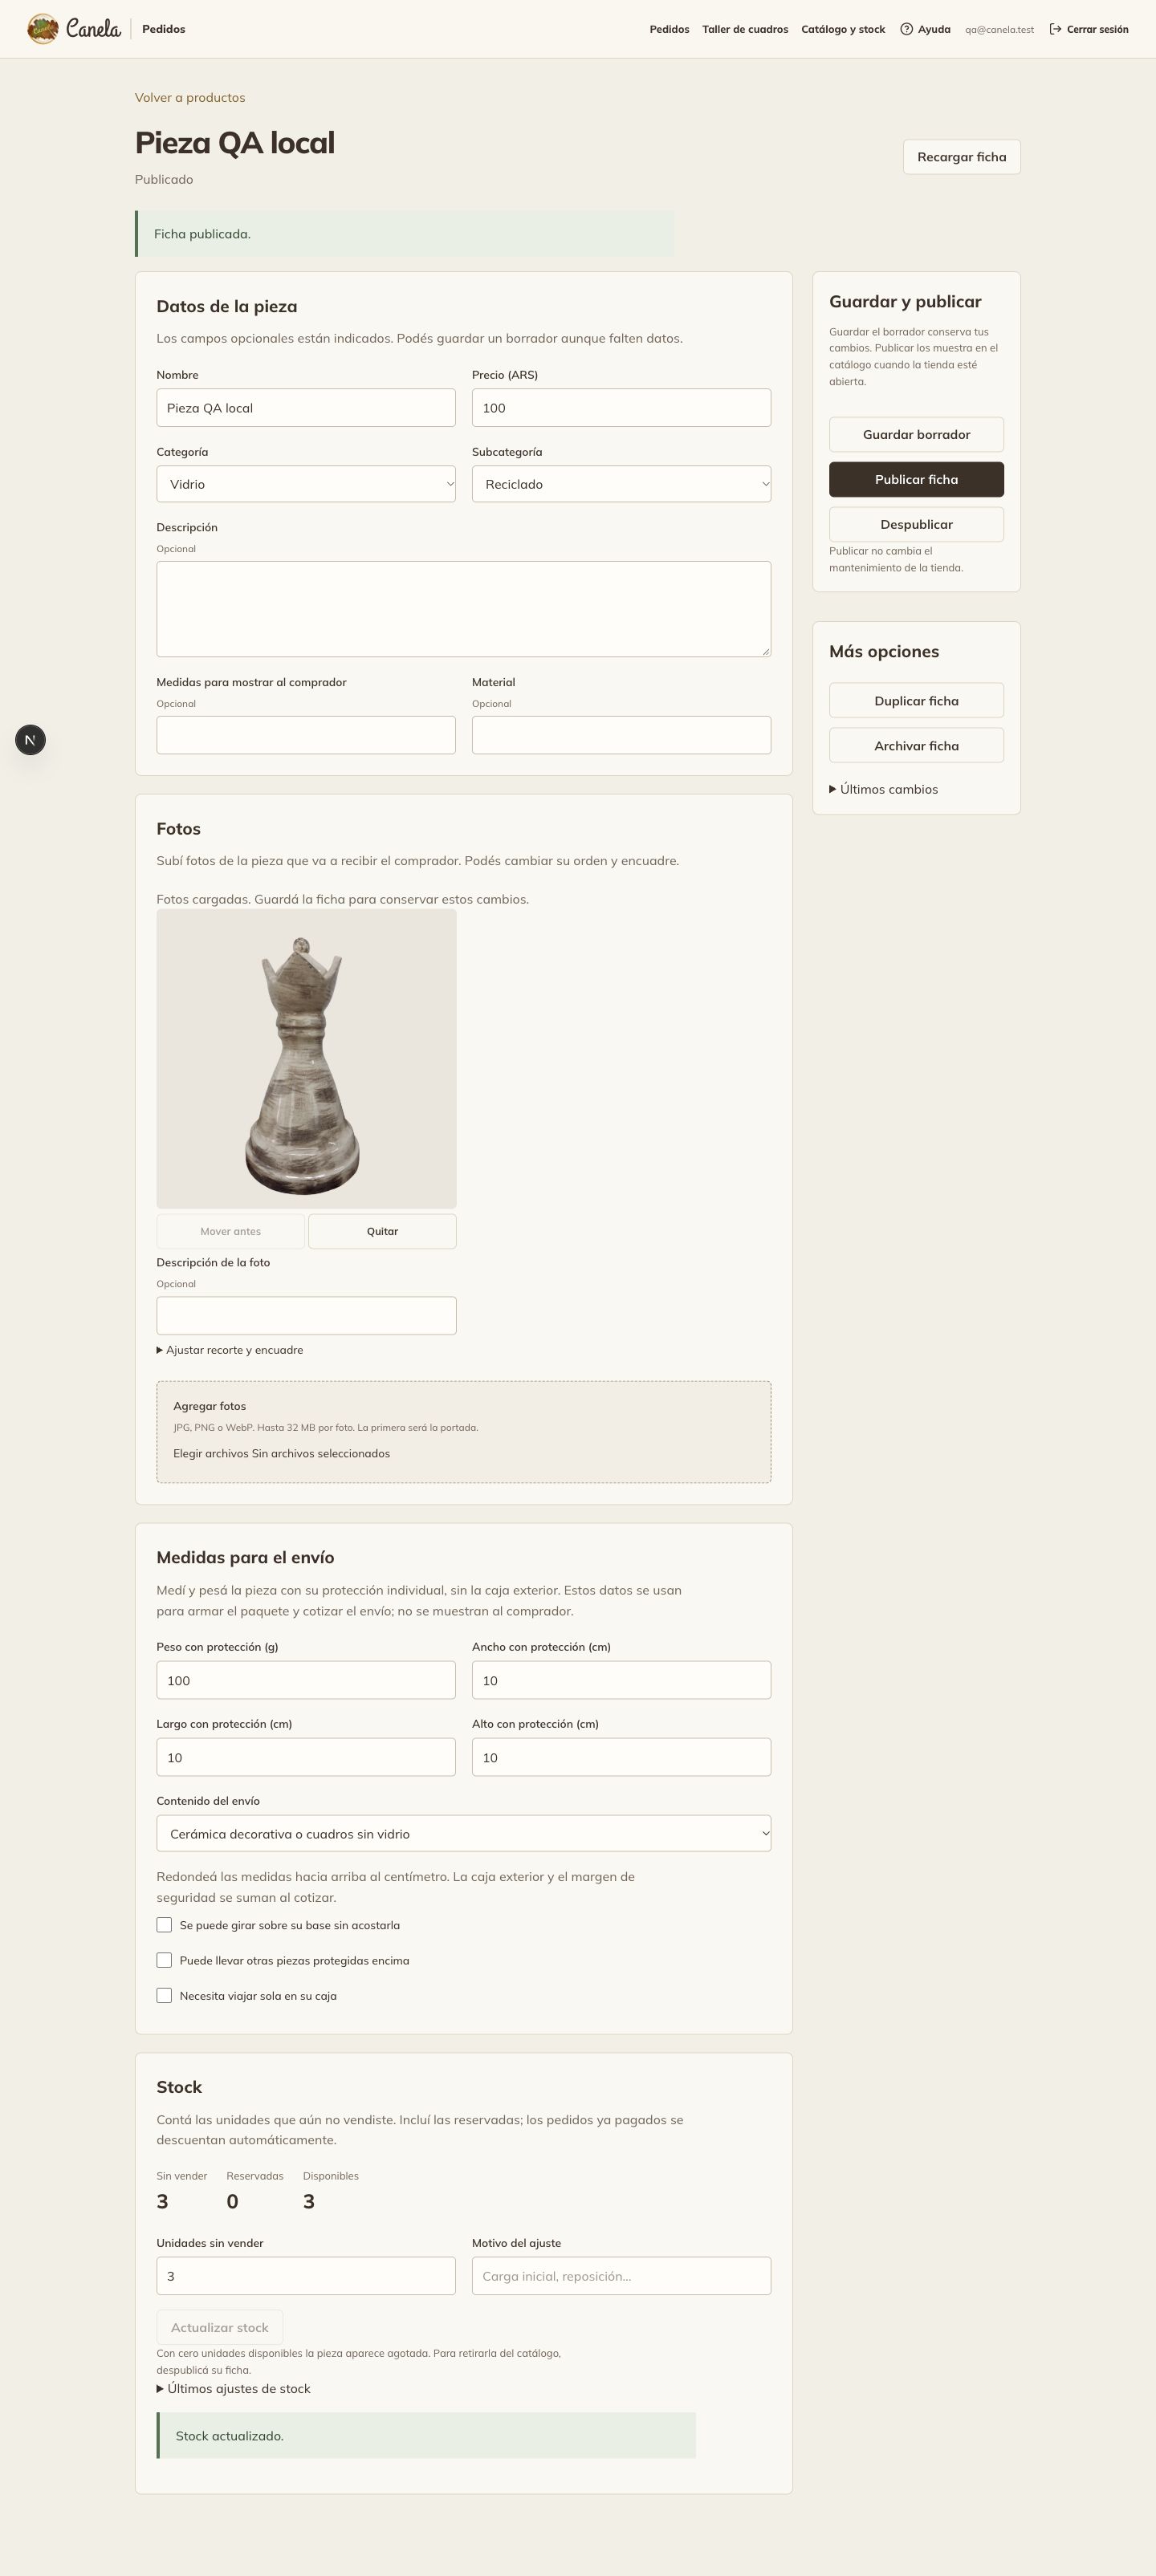 Canela
Pedidos
Pedidos
Taller de cuadros
Catálogo y stock
Ayuda
qa@canela.test
Cerrar sesión
Volver a productos
Pieza QA local
Publicado
Recargar ficha
Ficha publicada.
Datos de la pieza
Los campos opcionales están indicados. Podés guardar un borrador aunque falten datos.
Nombre
Precio (ARS)
Pieza QA local
100
Categoría
Subcategoría
Vidrio
Reciclado
Descripción
Opcional
Medidas para mostrar al comprador
Material
Opcional
Opcional
Guardar y publicar
Guardar el borrador conserva tus
cambios. Publicar los muestra en el
catálogo cuando la tienda esté
abierta.
Guardar borrador
Publicar ficha
Despublicar
Publicar no cambia el
mantenimiento de la tienda.
Más opciones
Duplicar ficha
Archivar ficha
Últimos cambios
Fotos
Subí fotos de la pieza que va a recibir el comprador. Podés cambiar su orden y encuadre.
Fotos cargadas. Guardá la ficha para conservar estos cambios.
Mover antes
Quitar
Descripción de la foto
Opcional
Ajustar recorte y encuadre
Agregar fotos
JPG, PNG o WebP. Hasta 32 MB por foto. La primera será la portada.
Elegir archivos Sin archivos seleccionados
Medidas para el envío
Medí y pesá la pieza con su protección individual, sin la caja exterior. Estos datos se usan
para armar el paquete y cotizar el envío; no se muestran al comprador.
Peso con protección (g)
Ancho con protección (cm)
100
10
Largo con protección (cm)
Alto con protección (cm)
10
10
Contenido del envío
Cerámica decorativa o cuadros sin vidrio
Redondeá las medidas hacia arriba al centímetro. La caja exterior y el margen de
seguridad se suman al cotizar.
Se puede girar sobre su base sin acostarla
Puede llevar otras piezas protegidas encima
Necesita viajar sola en su caja
Stock
Contá las unidades que aún no vendiste. Incluí las reservadas; los pedidos ya pagados se
descuentan automáticamente.
Sin vender
Reservadas
Disponibles
3
0
3
Unidades sin vender
Motivo del ajuste
3
Carga inicial, reposición...
Actualizar stock
Con cero unidades disponibles la pieza aparece agotada. Para retirarla del catálogo,
despublicá su ficha.
Últimos ajustes de stock
Stock actualizado.
N